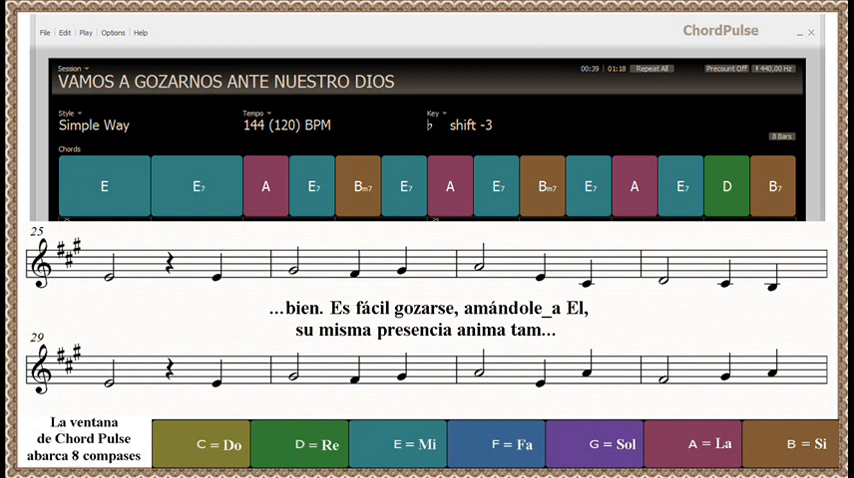 File Edit Play Options Help
ChordPulse
Session
00:39 01:18 Repeat All Precount Off 440,00 Hz
VAMOS A GOZARNOS ANTE NUESTRO DIOS
Style Tempo Key
Simple Way 144 (120) BPM ♭ shift -3
8 Bars
Chords
E E7 A E7 Bm7 E7 A E7 Bm7 E7 A E7 D B7
25
...bien. Es fácil gozarse, amándole_a El,
su misma presencia anima tam...
29
La ventana
de Chord Pulse
abarca 8 compases
C = Do D = Re E = Mi F = Fa G = Sol A = La B = Si